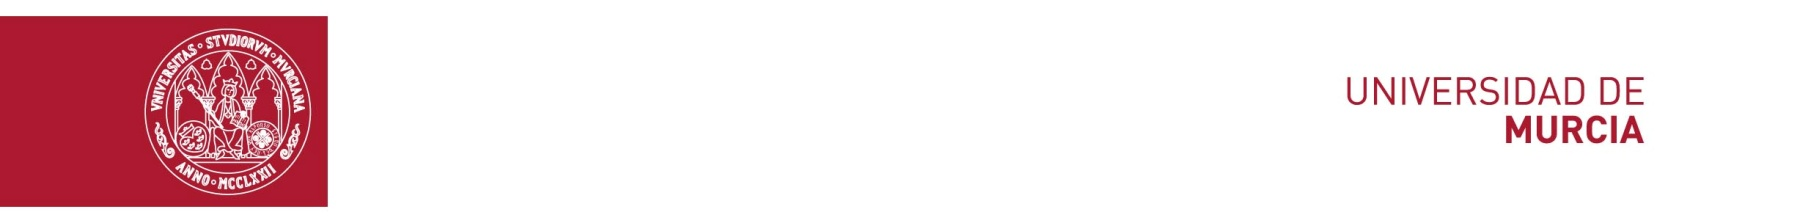 VNIVERSITAS STVDIORVM MVRCIANA
ANNO MCCLXXII
UNIVERSIDAD DE
MURCIA